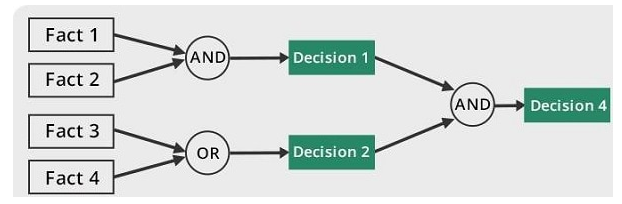 Fact 1
AND
Decision 1
Fact 2
AND
Decision 4
Fact 3
OR
Decision 2
Fact 4